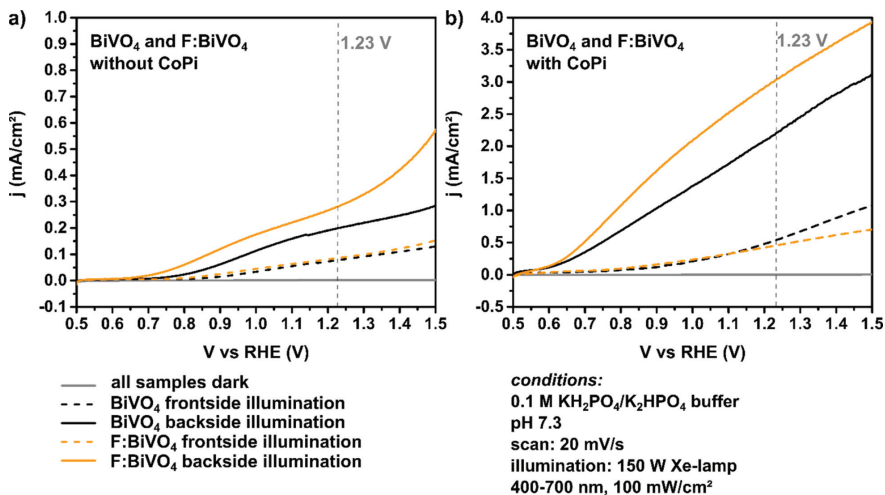 a)
BiVO₄ and F:BiVO₄
without CoPi
1.23 V
j (mA/cm²)
1.0
0.9
0.8
0.7
0.6
0.5
0.4
0.3
0.2
0.1
0.0
-0.1
0.5 0.6 0.7 0.8 0.9 1.0 1.1 1.2 1.3 1.4 1.5
V vs RHE (V)
b)
BiVO₄ and F:BiVO₄
with CoPi
1.23 V
j (mA/cm²)
4.0
3.5
3.0
2.5
2.0
1.5
1.0
0.5
0.0
-0.5
0.5 0.6 0.7 0.8 0.9 1.0 1.1 1.2 1.3 1.4 1.5
V vs RHE (V)
all samples dark
BiVO₄ frontside illumination
BiVO₄ backside illumination
F:BiVO₄ frontside illumination
F:BiVO₄ backside illumination
conditions:
0.1 M KH₂PO₄/K₂HPO₄ buffer
pH 7.3
scan: 20 mV/s
illumination: 150 W Xe-lamp
400-700 nm, 100 mW/cm²